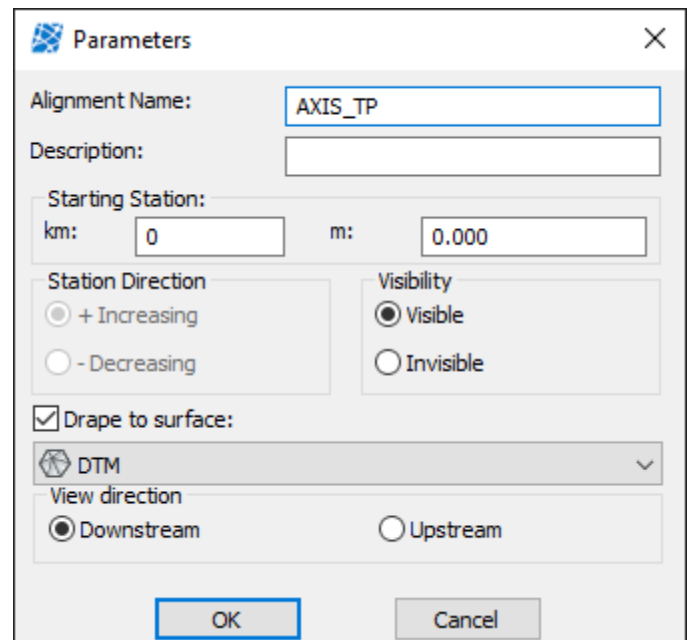 Parameters
Alignment Name: AXIS_TP
Description:
Starting Station:
km: 0 m: 0.000
Station Direction Visibility
+ Increasing Visible
- Decreasing Invisible
Drape to surface:
DTM
View direction
Downstream Upstream
OK Cancel